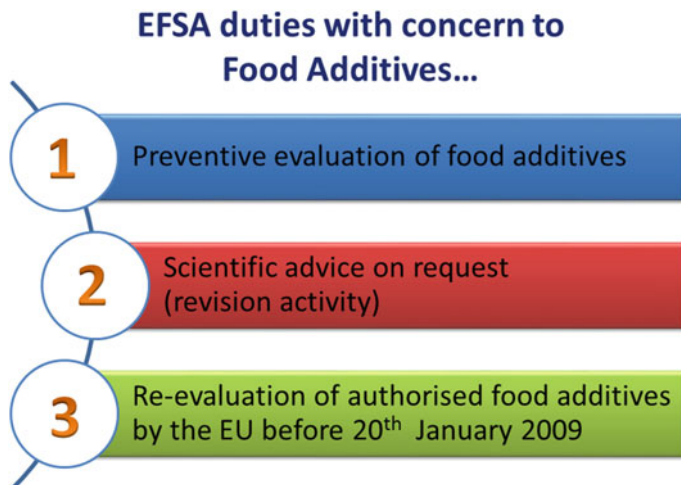 EFSA duties with concern to
Food Additives…
1
Preventive evaluation of food additives
2
Scientific advice on request
(revision activity)
3
Re-evaluation of authorised food additives
by the EU before 20th January 2009